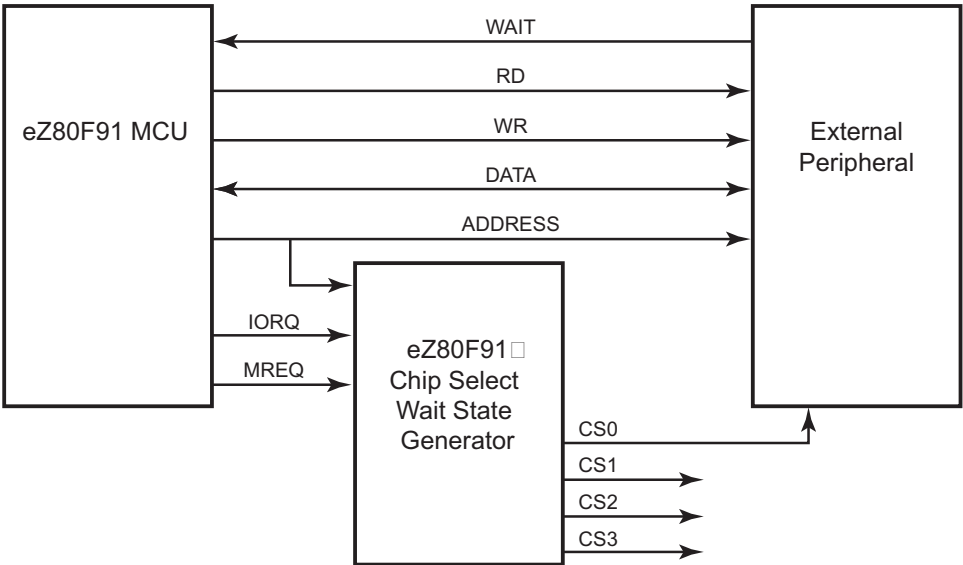 WAIT
RD
eZ80F91 MCU
WR
External
Peripheral
DATA
ADDRESS
IORQ
MREQ
eZ80F91□
Chip Select
Wait State
Generator
CS0
CS1
CS2
CS3